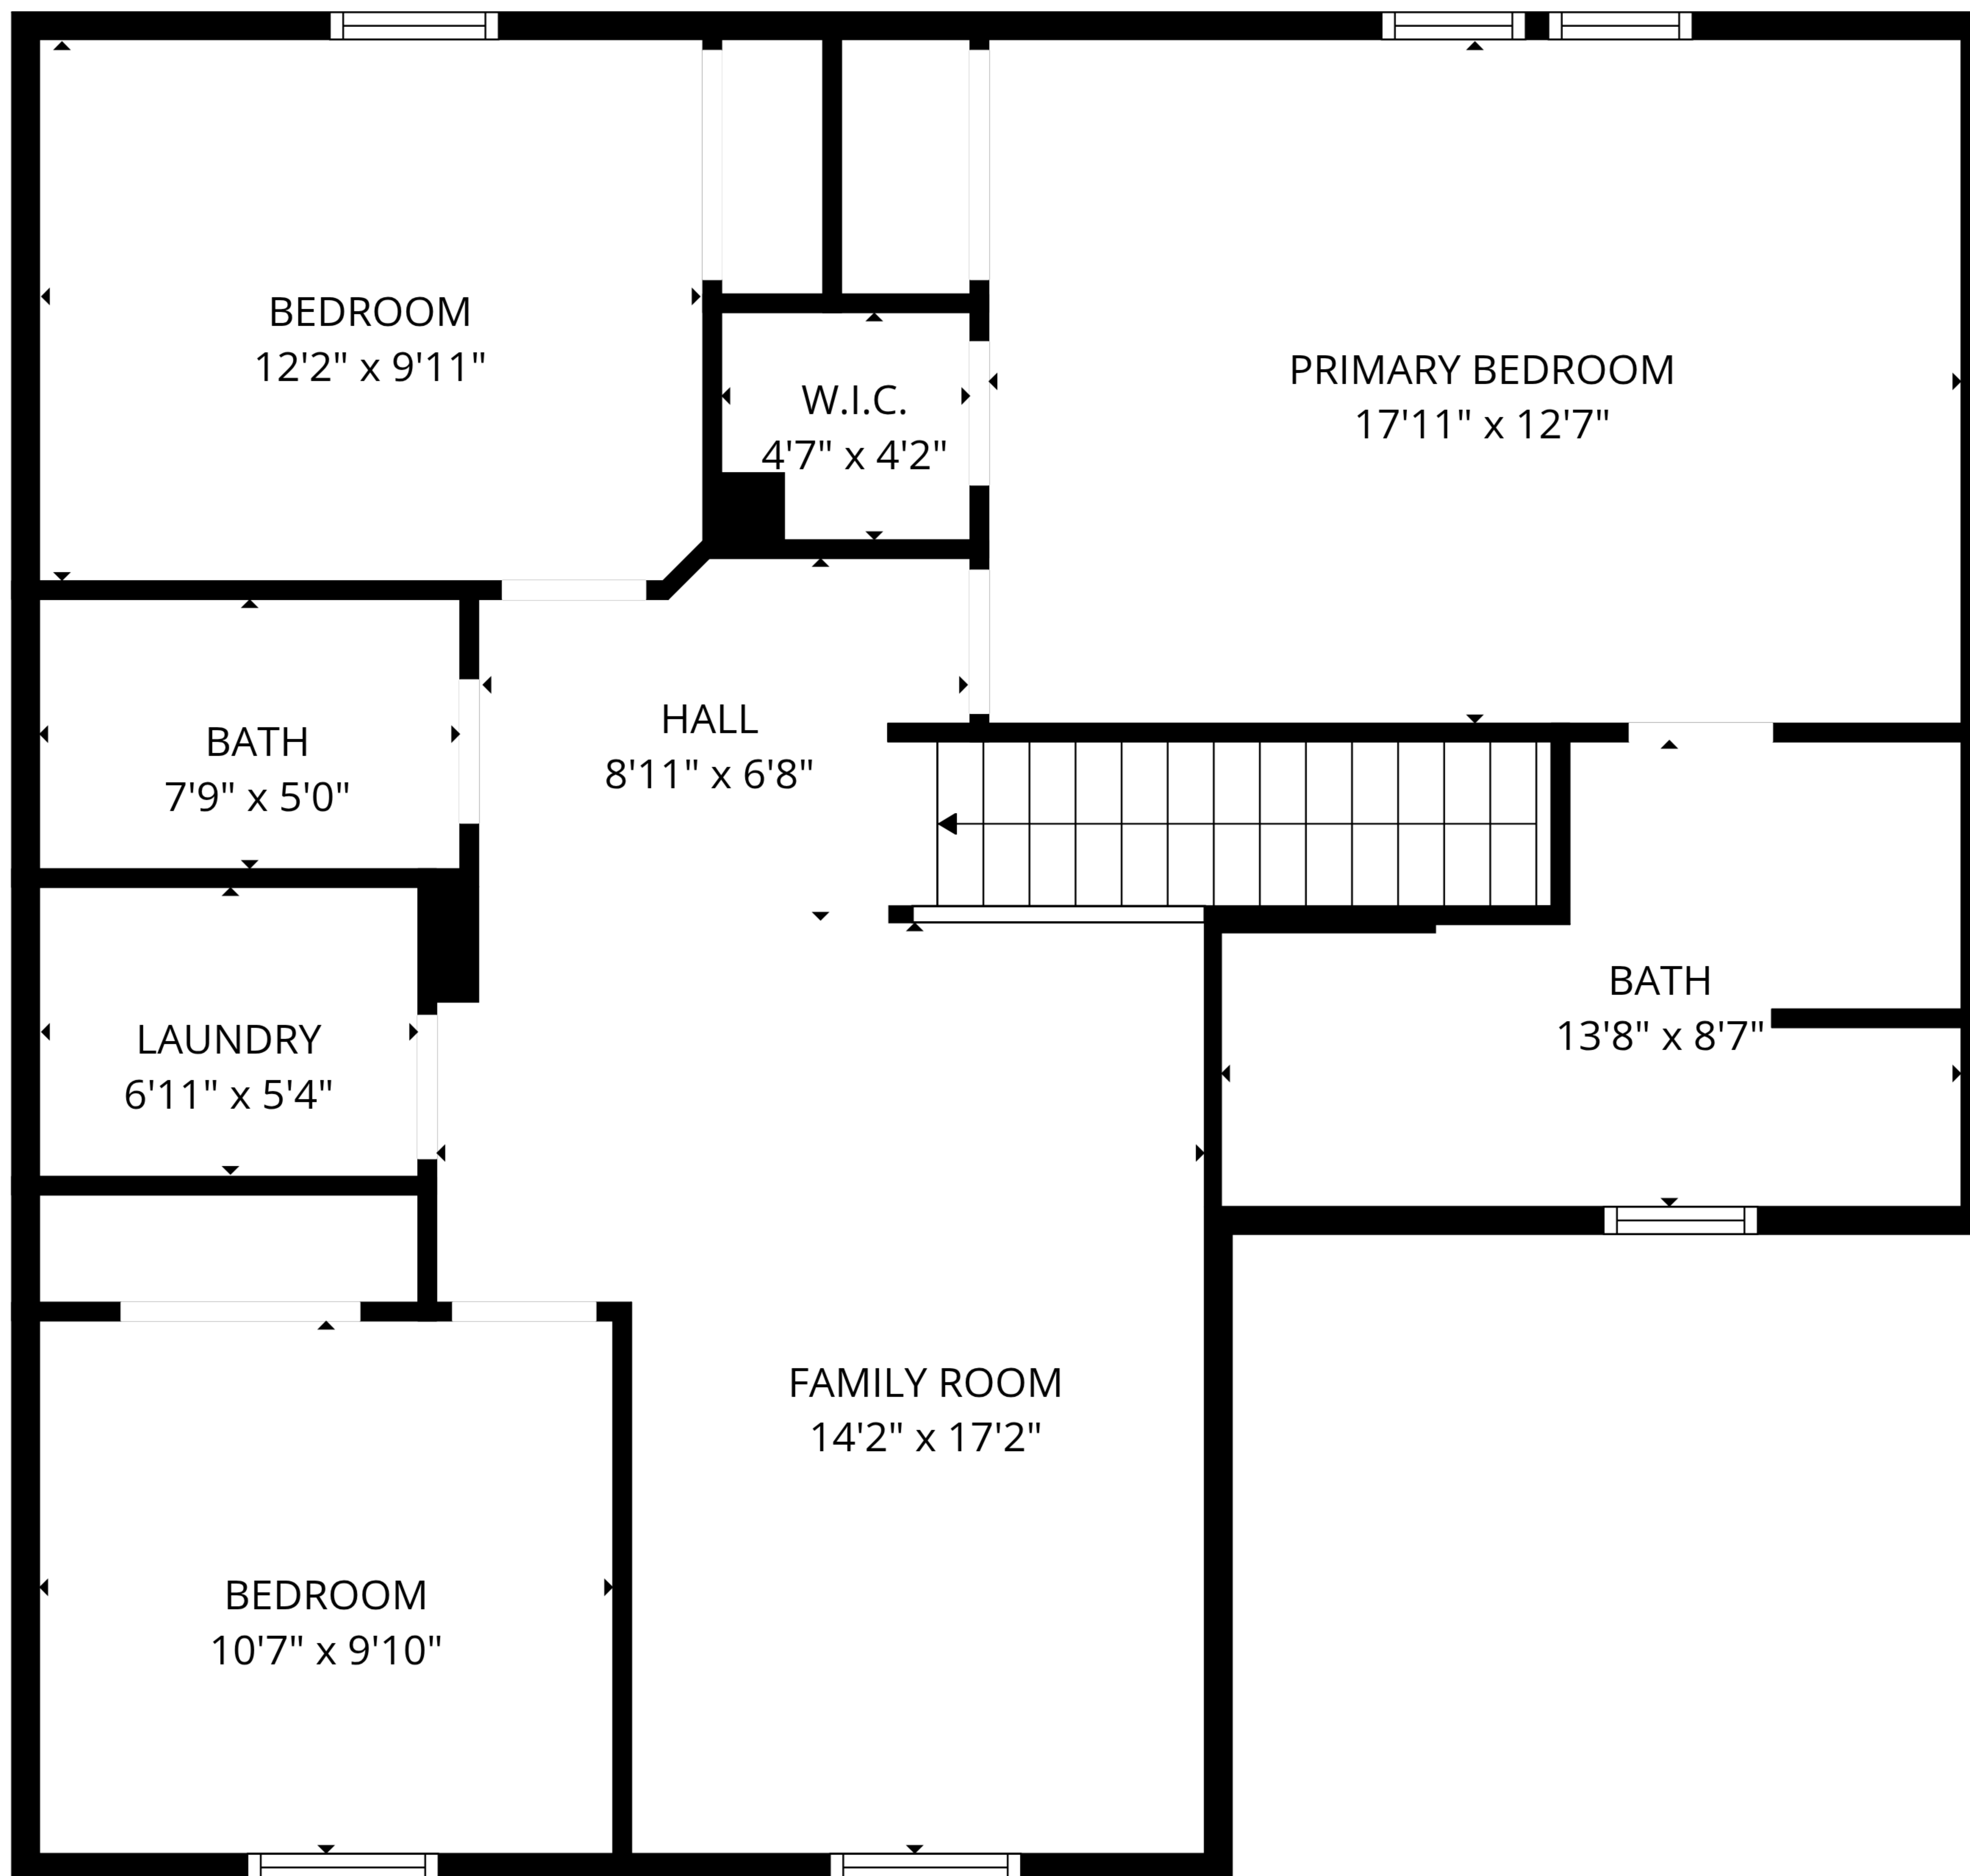 BEDROOM
12'2" x 9'11"
PRIMARY BEDROOM
17'11" x 12'7"
W.I.C.
4'7" x 4'2"
HALL
8'11" x 6'8"
BATH
7'9" x 5'0"
BATH
13'8" x 8'7"
LAUNDRY
6'11" x 5'4"
FAMILY ROOM
14'2" x 17'2"
BEDROOM
10'7" x 9'10"